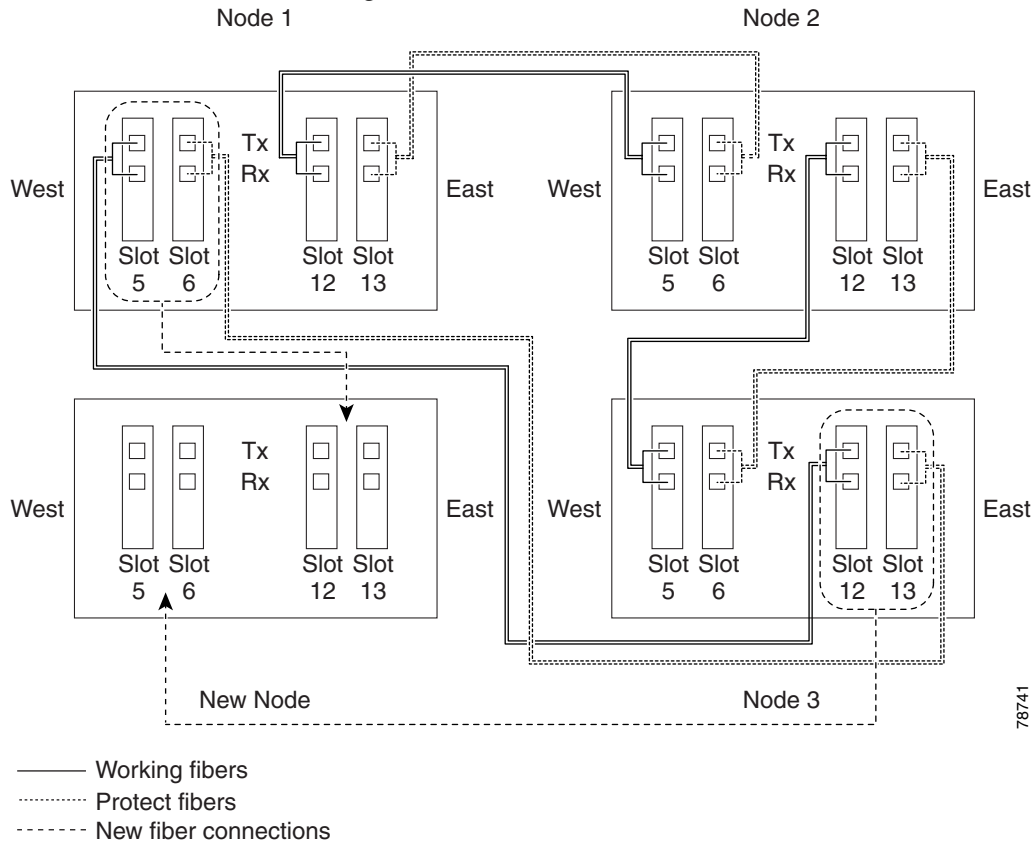 Node 1
Node 2
Tx
Rx
Tx
Rx
West
East
West
East
Slot Slot
5 6
Slot Slot
12 13
Slot Slot
5 6
Slot Slot
12 13
Tx
Rx
Tx
Rx
West
East
West
East
Slot Slot
5 6
Slot Slot
12 13
Slot Slot
5 6
Slot Slot
12 13
New Node
Node 3
78741
Working fibers
Protect fibers
New fiber connections